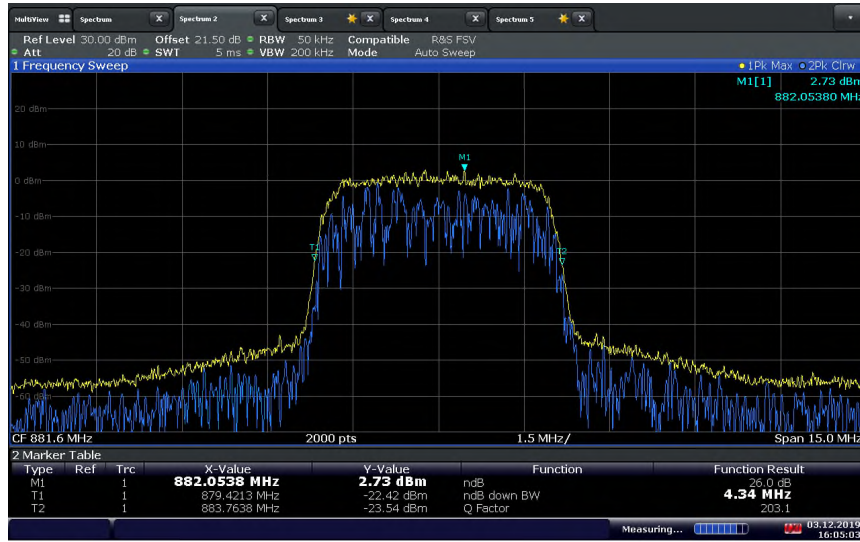 MultiView Spectrum X Spectrum 2 X Spectrum 3 X Spectrum 4 X Spectrum 5 X
Ref Level 30.00 dBm Offset 21.50 dB RBW 50 kHz Compatible R&S FSV
Att 20 dB SWT 5 ms VBW 200 kHz Mode Auto Sweep
1 Frequency Sweep 1Pk Max 2Pk Clrw
M1[1] 2.73 dBm
882.05380 MHz
20 dBm
10 dBm
M1
0 dBm
-10 dBm
T1 T2
-20 dBm
-30 dBm
-40 dBm
-50 dBm
-60 dBm
CF 881.6 MHz 2000 pts 1.5 MHz/ Span 15.0 MHz
2 Marker Table
Type Ref Trc X-Value Y-Value Function Function Result
M1 1 882.0538 MHz 2.73 dBm ndB 26.0 dB
T1 1 879.4213 MHz -22.42 dBm ndB down BW 4.34 MHz
T2 1 883.7638 MHz -23.54 dBm Q Factor 203.1
Measuring... 03.12.2019
16:05:03